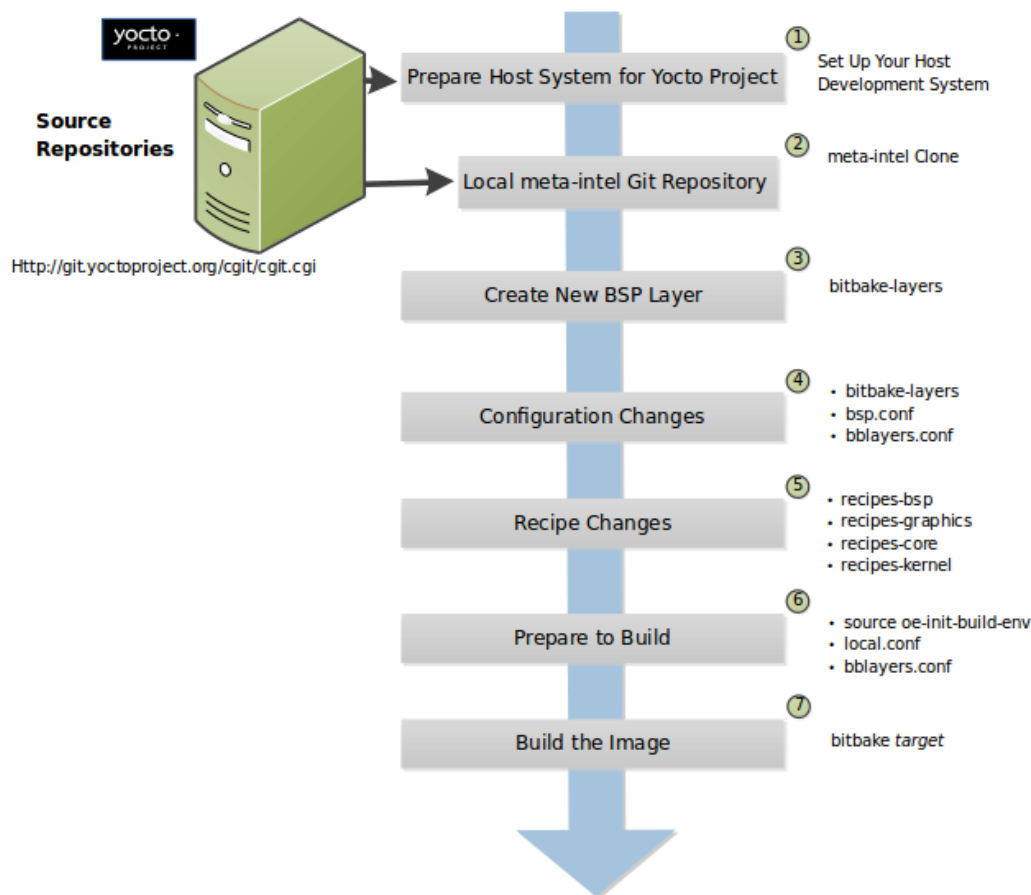 yocto ·
PROJECT
Source
Repositories
Http://git.yoctoproject.org/cgit/cgit.cgi
Prepare Host System for Yocto Project
1
Set Up Your Host
Development System
Local meta-intel Git Repository
2
meta-intel Clone
Create New BSP Layer
3
bitbake-layers
Configuration Changes
4
• bitbake-layers
• bsp.conf
• bblayers.conf
Recipe Changes
5
• recipes-bsp
• recipes-graphics
• recipes-core
• recipes-kernel
Prepare to Build
6
• source oe-init-build-env
• local.conf
• bblayers.conf
Build the Image
7
bitbake target